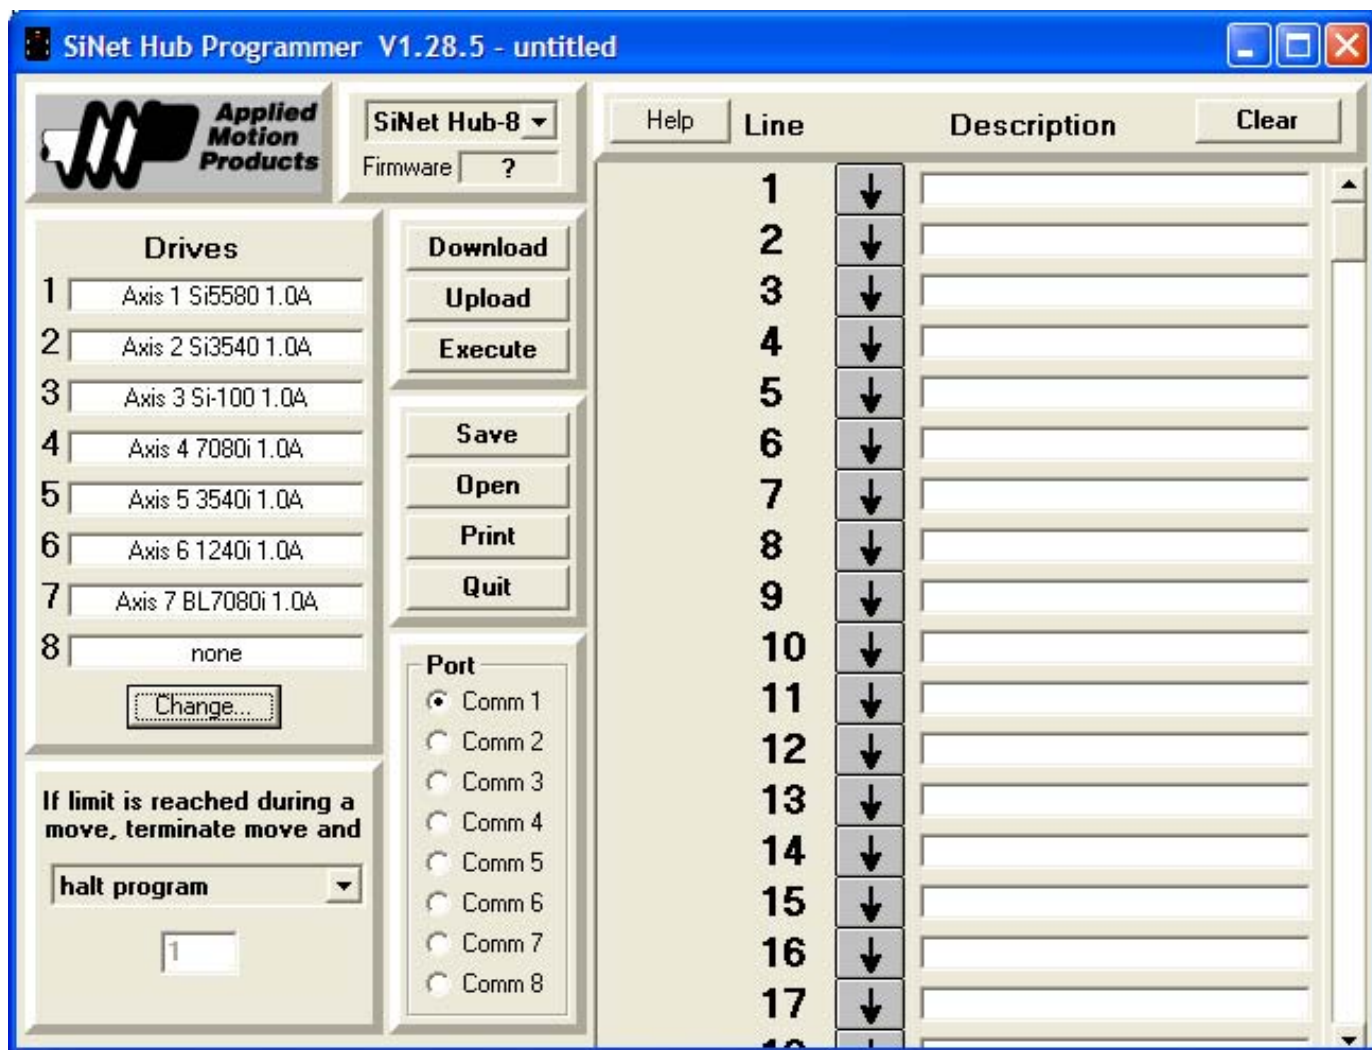 SiNet Hub Programmer V1.28.5 - untitled
Applied
Motion
Products
SiNet Hub-8
Firmware ?
Drives
1 Axis 1 Si5580 1.0A
2 Axis 2 Si3540 1.0A
3 Axis 3 Si-100 1.0A
4 Axis 4 7080i 1.0A
5 Axis 5 3540i 1.0A
6 Axis 6 1240i 1.0A
7 Axis 7 BL7080i 1.0A
8 none
Change...
If limit is reached during a
move, terminate move and
halt program
1
Download
Upload
Execute
Save
Open
Print
Quit
Port
Comm 1
Comm 2
Comm 3
Comm 4
Comm 5
Comm 6
Comm 7
Comm 8
Help Line Description Clear
1
2
3
4
5
6
7
8
9
10
11
12
13
14
15
16
17